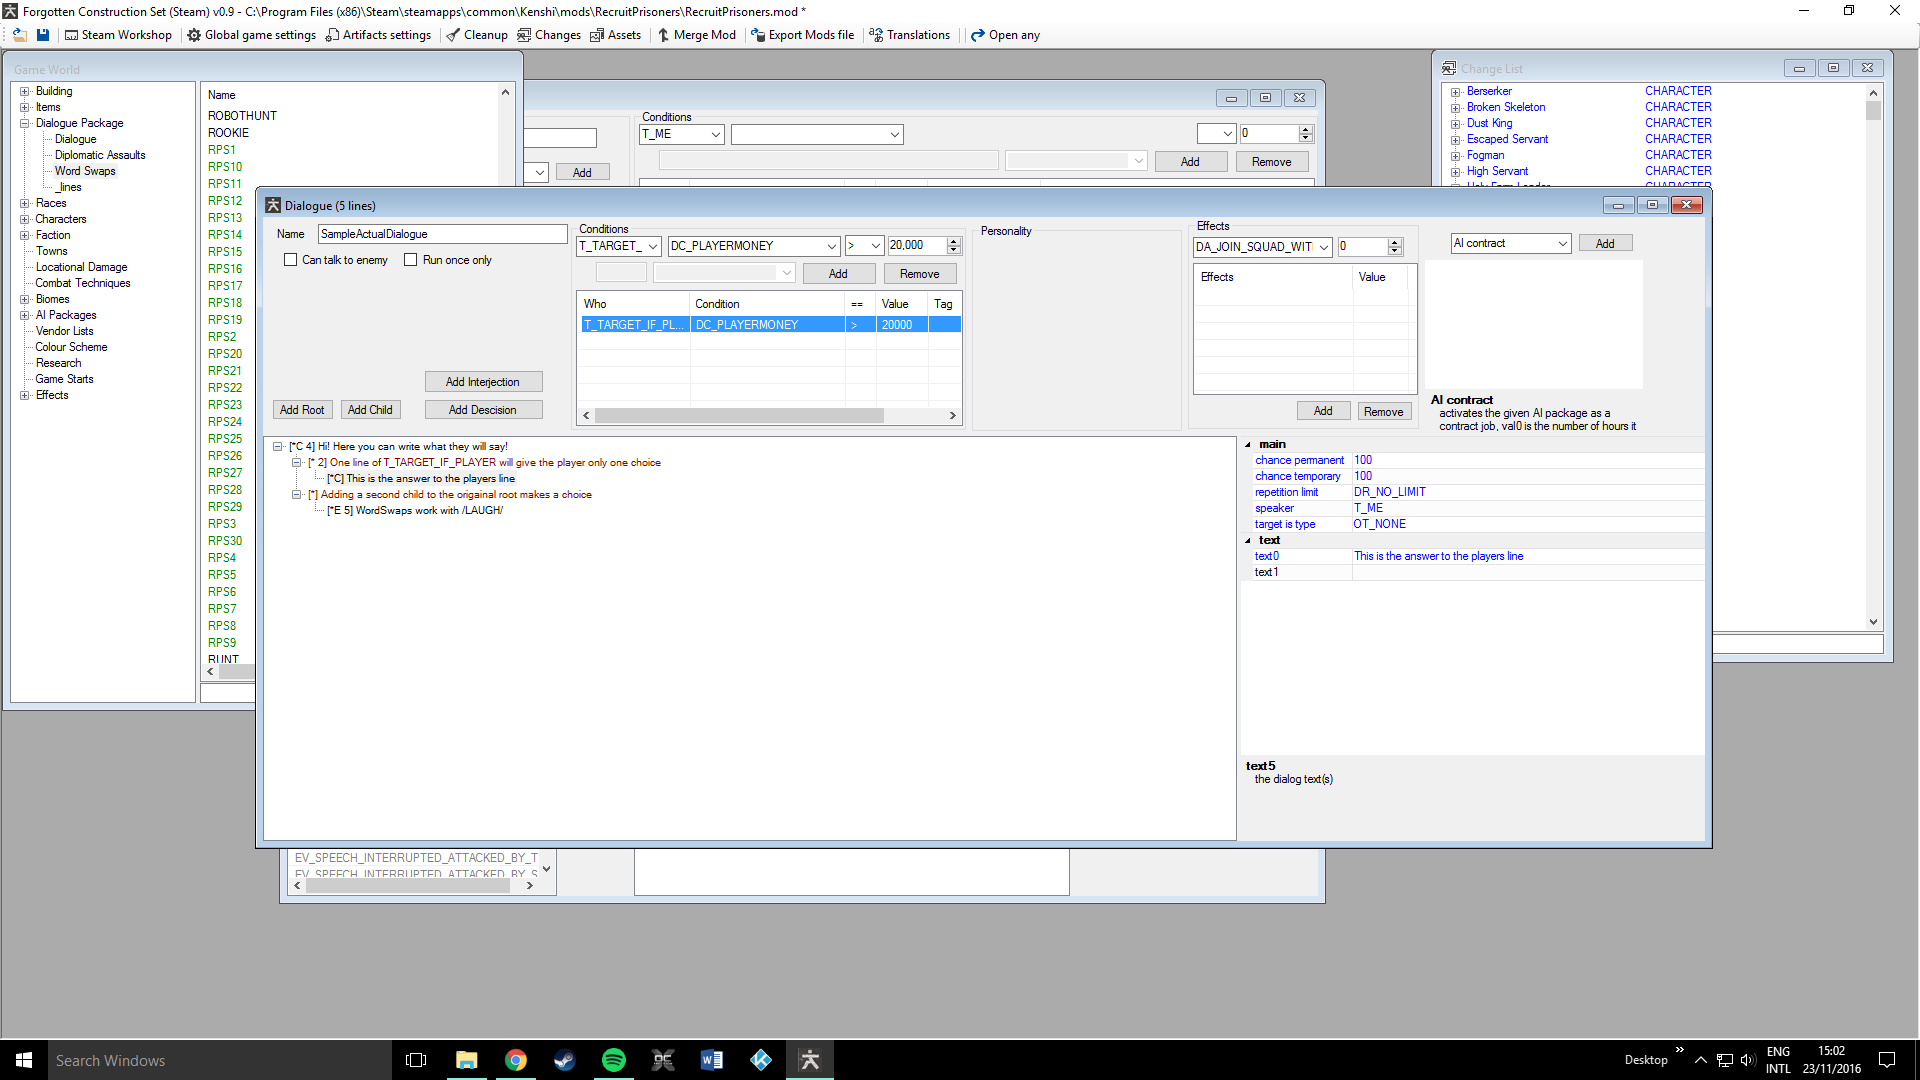 Forgotten Construction Set (Steam) v0.9 - C:\Program Files (x86)\Steam\steamapps\common\Kenshi\mods\RecruitPrisoners\RecruitPrisoners.mod *
Steam Workshop Global game settings Artifacts settings Cleanup Changes Assets Merge Mod Export Mods file Translations Open any
Game World
Building
Items
Dialogue Package
Dialogue
Diplomatic Assaults
Word Swaps
_lines
Races
Characters
Faction
Towns
Locational Damage
Combat Techniques
Biomes
AI Packages
Vendor Lists
Colour Scheme
Research
Game Starts
Effects
Name
ROBOTHUNT
ROOKIE
RPS1
RPS10
RPS11
RPS12
RPS13
RPS14
RPS15
RPS16
RPS17
RPS18
RPS19
RPS2
RPS20
RPS21
RPS22
RPS23
RPS24
RPS25
RPS26
RPS27
RPS28
RPS29
RPS3
RPS30
RPS4
RPS5
RPS6
RPS7
RPS8
RPS9
RUNT
Add
Conditions
T_ME 0
Add Remove
Change List
Berserker CHARACTER
Broken Skeleton CHARACTER
Dust King CHARACTER
Escaped Servant CHARACTER
Fogman CHARACTER
High Servant CHARACTER
Dialogue (5 lines)
Name SampleActualDialogue
Can talk to enemy Run once only
Add Interjection
Add Root Add Child Add Descision
Conditions
T_TARGET_ DC_PLAYERMONEY > 20,000
Add Remove
Who Condition == Value Tag
T_TARGET_IF_PL... DC_PLAYERMONEY > 20000
Personality
Effects
DA_JOIN_SQUAD_WIT 0
Effects Value
Add Remove
AI contract Add
AI contract
activates the given AI package as a
contract job, val0 is the number of hours it
[*C 4] Hi! Here you can write what they will say!
[* 2] One line of T_TARGET_IF_PLAYER will give the player only one choice
[*C] This is the answer to the players line
[*] Adding a second child to the origainal root makes a choice
[*E 5] WordSwaps work with /LAUGH/
main
chance permanent 100
chance temporary 100
repetition limit DR_NO_LIMIT
speaker T_ME
target is type OT_NONE
text
text0 This is the answer to the players line
text1
text5
the dialog text(s)
EV_SPEECH_INTERRUPTED_ATTACKED_BY_T
EV_SPEECH_INTERRUPTED_ATTACKED_BY_S
Search Windows
Desktop
ENG
INTL
15:02
23/11/2016